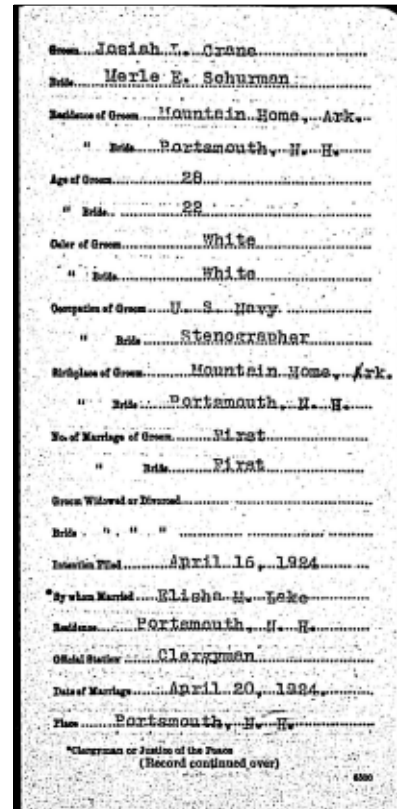 Groom Josiah L. Crane
Bride Merle E. Schurman
Residence of Groom Mountain Home, Ark.
" Bride Portsmouth, N. H.
Age of Groom 28
" Bride 22
Color of Groom White
" Bride White
Occupation of Groom U. S. Navy
" Bride Stenographer
Birthplace of Groom Mountain Home, Ark.
" Bride Portsmouth, N. H.
No. of Marriage of Groom First
" Bride First
Groom Widowed or Divorced
Bride " " "
Intention Filed April 16, 1924
*By whom Married Elisha Lake
Residence Portsmouth, N. H.
Official Station Clergyman
Date of Marriage April 20, 1924
Place Portsmouth, N. H.
*Clergyman or Justice of the Peace
(Record continued over)